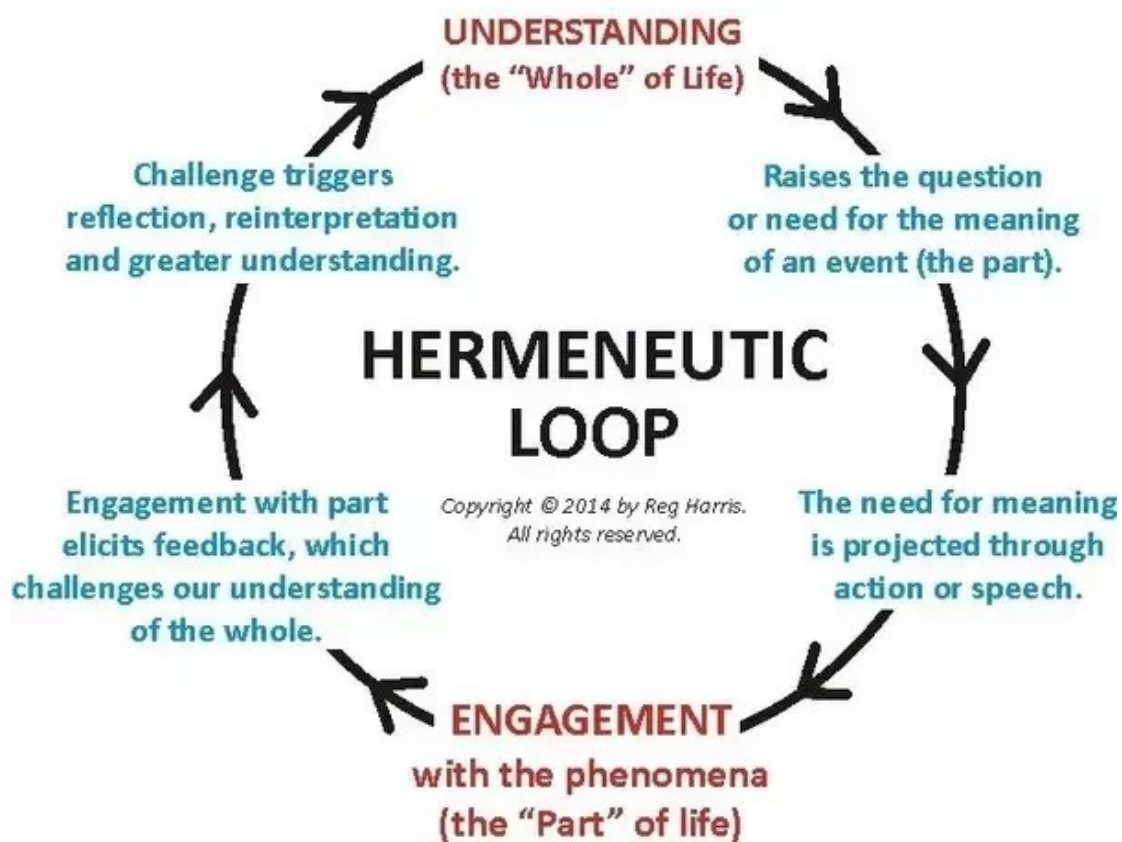 UNDERSTANDING
(the “Whole” of Life)
Raises the question
or need for the meaning
of an event (the part).
The need for meaning
is projected through
action or speech.
ENGAGEMENT
with the phenomena
(the “Part” of life)
Engagement with part
elicits feedback, which
challenges our understanding
of the whole.
Challenge triggers
reflection, reinterpretation
and greater understanding.
HERMENEUTIC
LOOP
Copyright © 2014 by Reg Harris.
All rights reserved.